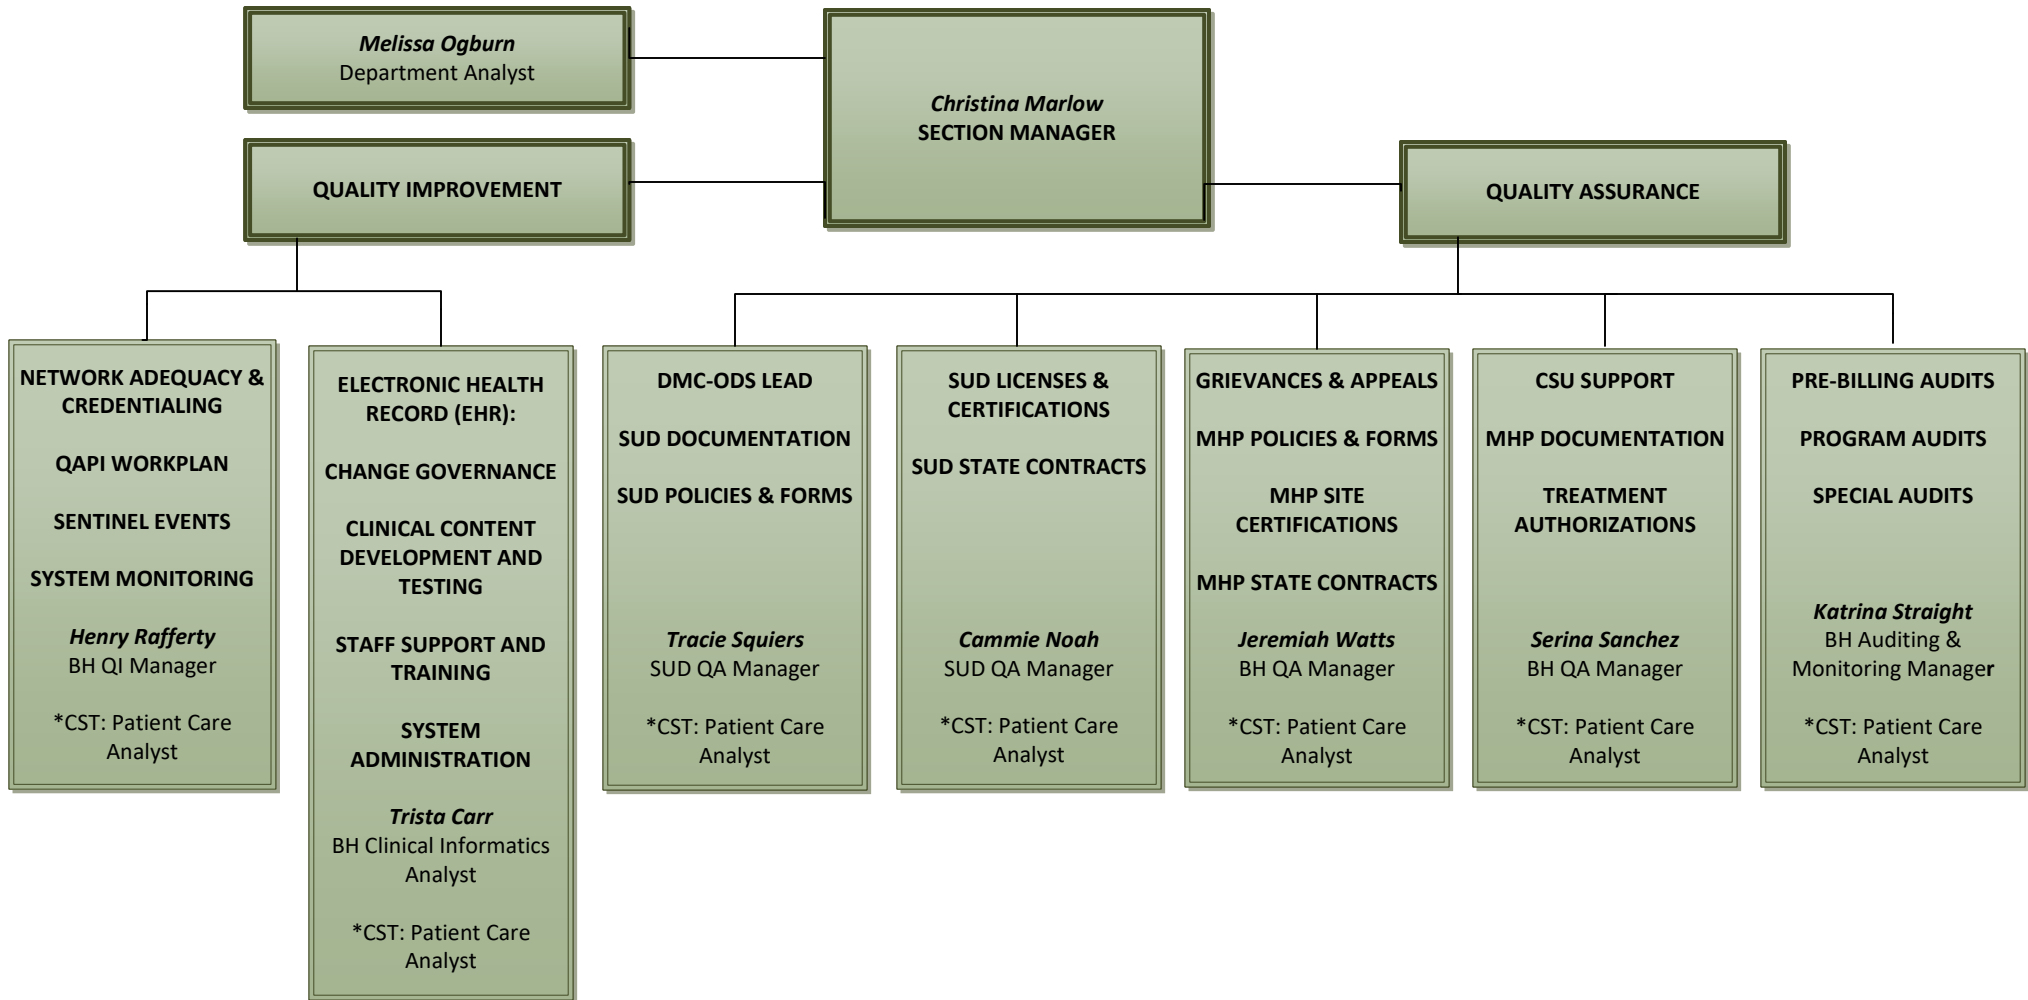 Melissa Ogburn
Department Analyst
Christina Marlow
SECTION MANAGER
QUALITY IMPROVEMENT
QUALITY ASSURANCE
NETWORK ADEQUACY &
CREDENTIALING
QAPI WORKPLAN
SENTINEL EVENTS
SYSTEM MONITORING
Henry Rafferty
BH QI Manager
*CST: Patient Care
Analyst
ELECTRONIC HEALTH
RECORD (EHR):
CHANGE GOVERNANCE
CLINICAL CONTENT
DEVELOPMENT AND
TESTING
STAFF SUPPORT AND
TRAINING
SYSTEM
ADMINISTRATION
Trista Carr
BH Clinical Informatics
Analyst
*CST: Patient Care
Analyst
DMC-ODS LEAD
SUD DOCUMENTATION
SUD POLICIES & FORMS
Tracie Squiers
SUD QA Manager
*CST: Patient Care
Analyst
SUD LICENSES &
CERTIFICATIONS
SUD STATE CONTRACTS
Cammie Noah
SUD QA Manager
*CST: Patient Care
Analyst
GRIEVANCES & APPEALS
MHP POLICIES & FORMS
MHP SITE
CERTIFICATIONS
MHP STATE CONTRACTS
Jeremiah Watts
BH QA Manager
*CST: Patient Care
Analyst
CSU SUPPORT
MHP DOCUMENTATION
TREATMENT
AUTHORIZATIONS
Serina Sanchez
BH QA Manager
*CST: Patient Care
Analyst
PRE-BILLING AUDITS
PROGRAM AUDITS
SPECIAL AUDITS
Katrina Straight
BH Auditing &
Monitoring Manager
*CST: Patient Care
Analyst